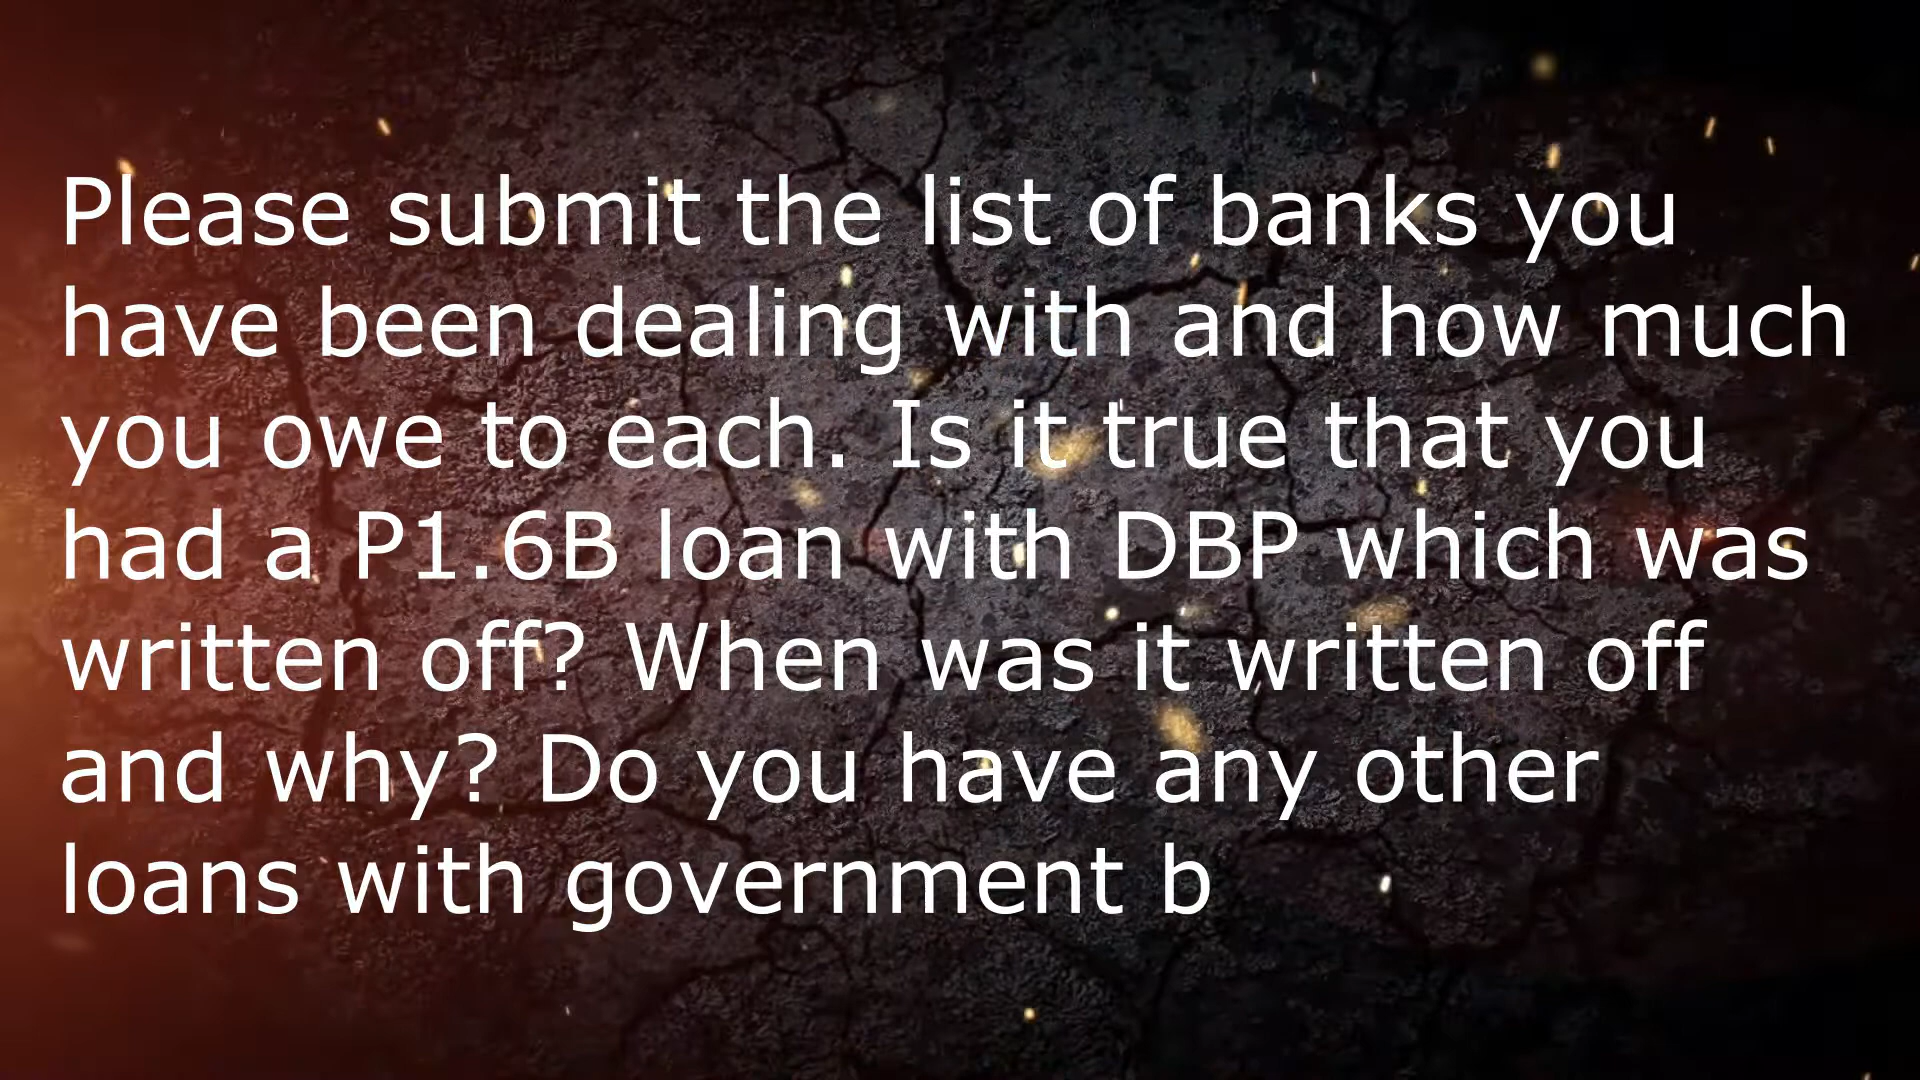 Please submit the list of banks you
have been dealing with and how much
you owe to each. Is it true that you
had a P1.6B loan with DBP which was
written off? When was it written off
and why? Do you have any other
loans with government b